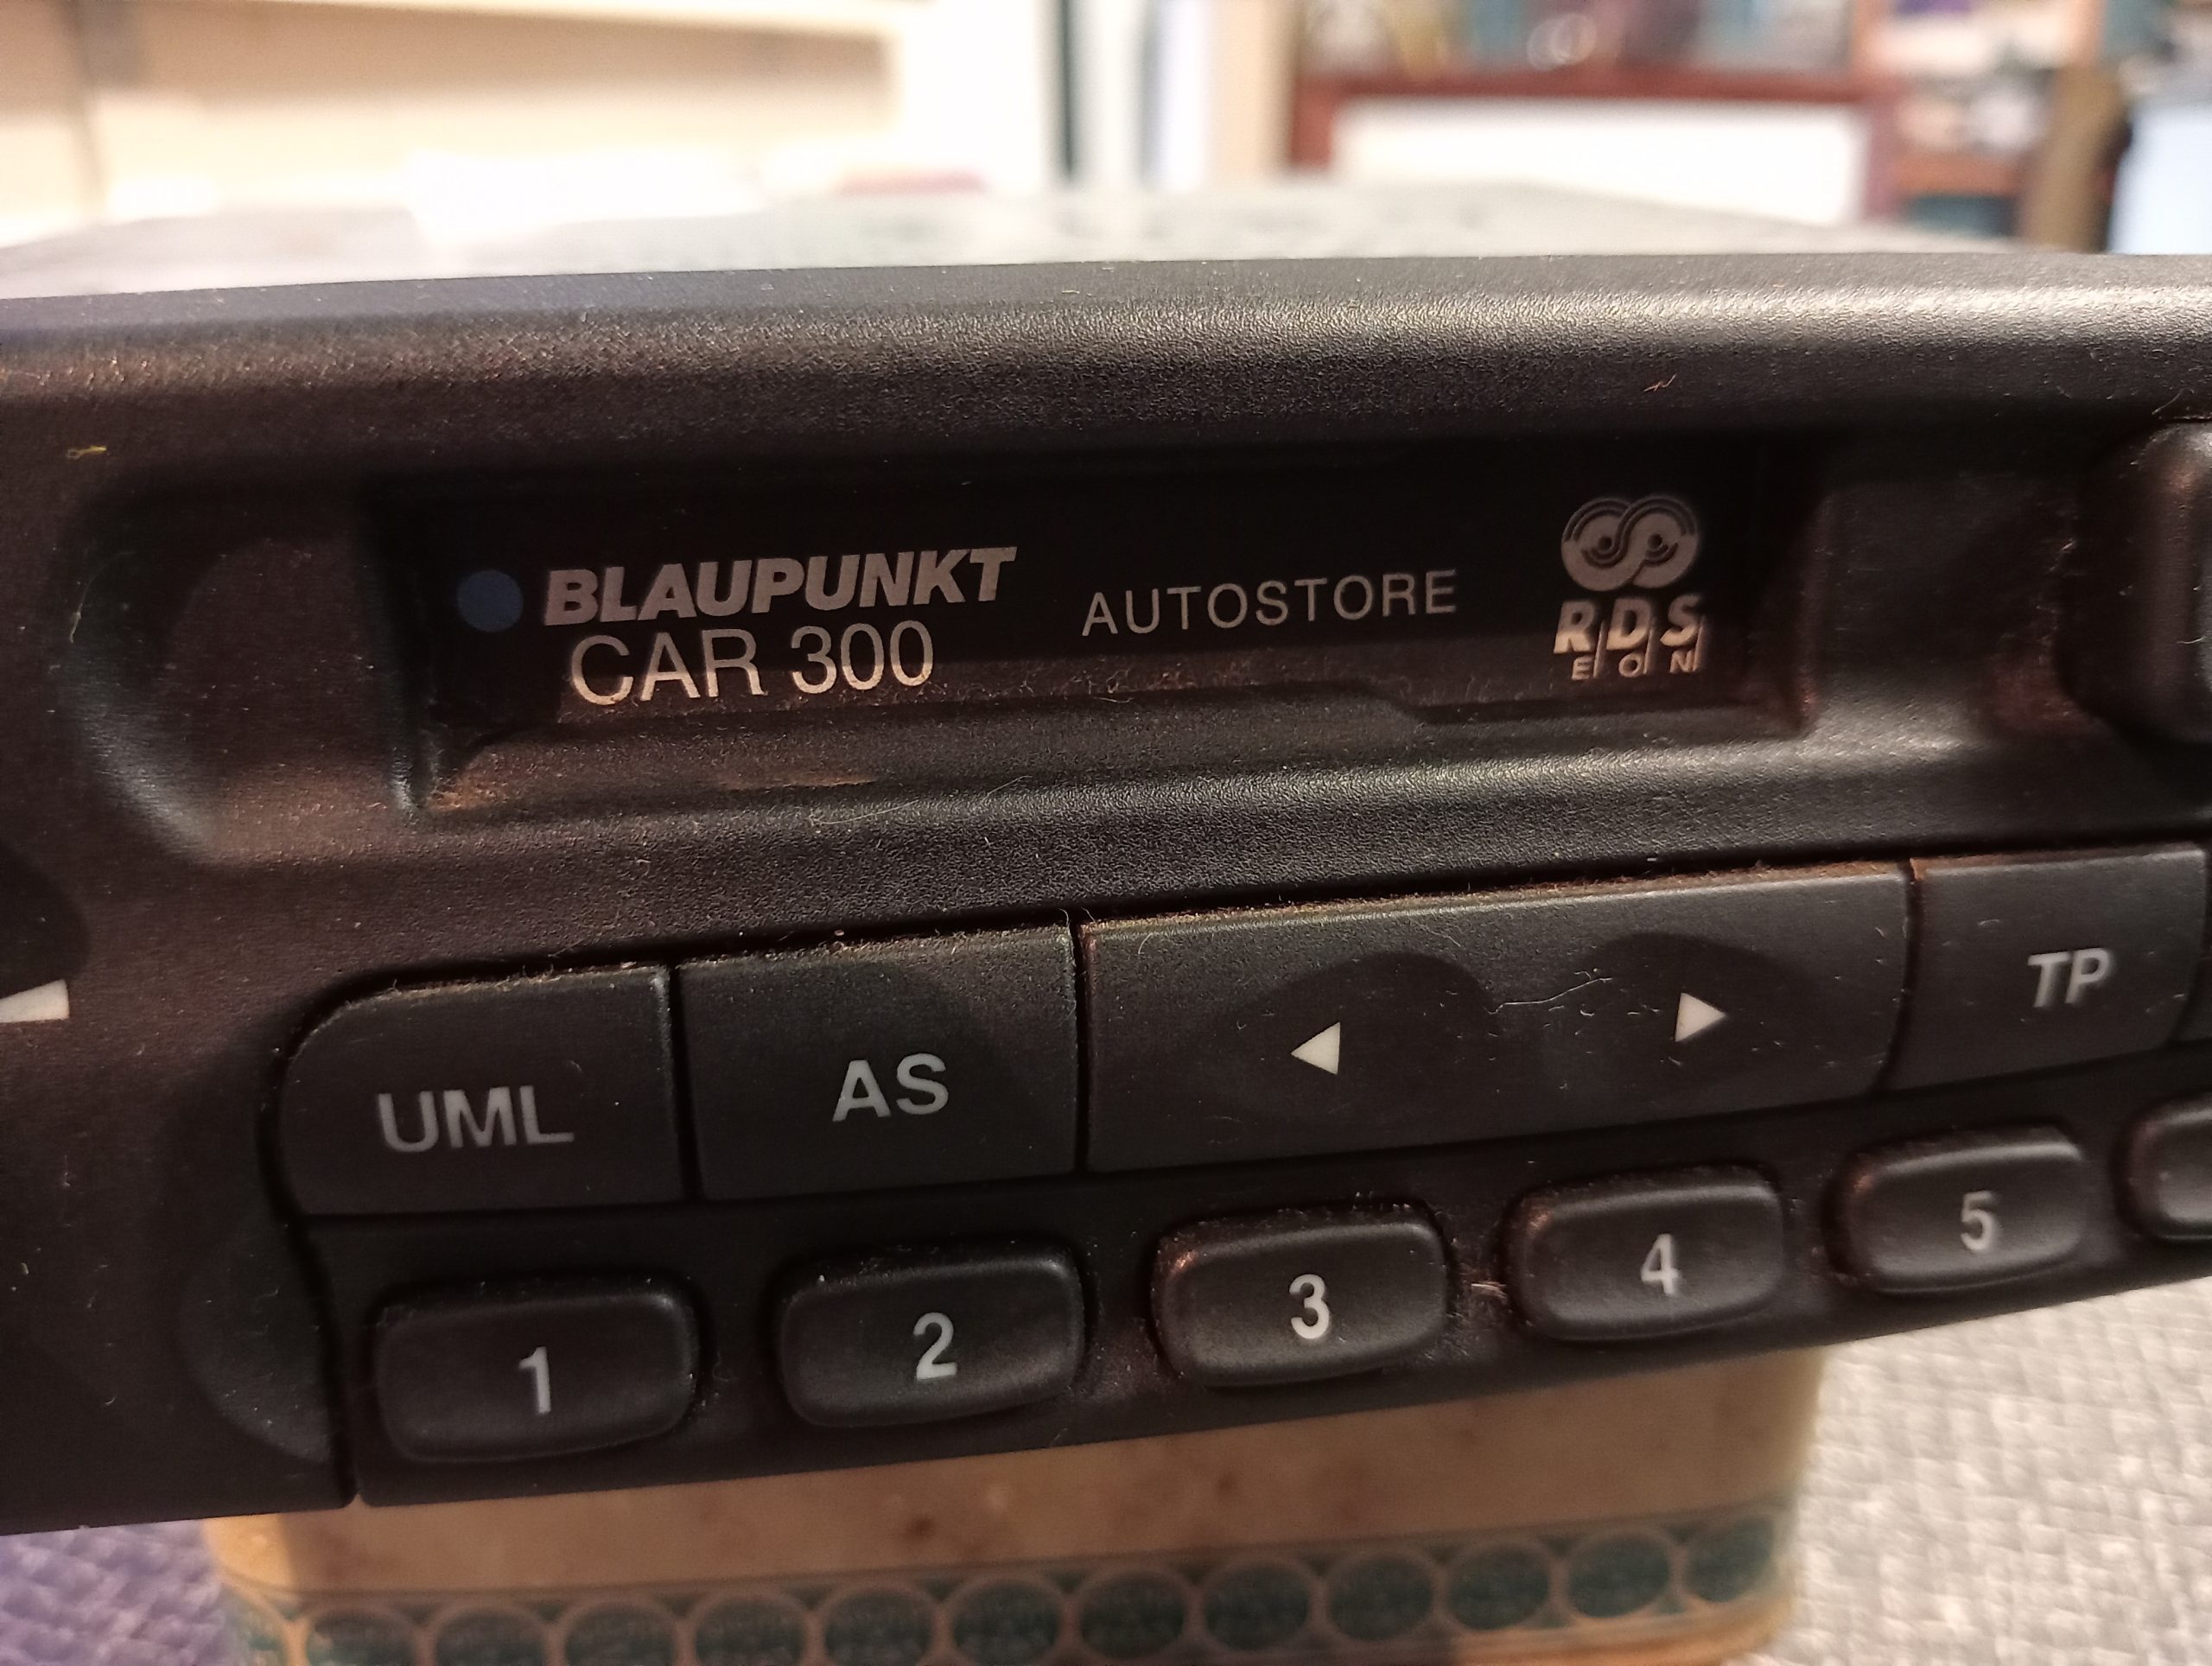 BLAUPUNKT
CAR 300
AUTOSTORE
RDS
EON
UML
AS
TP
1
2
3
4
5